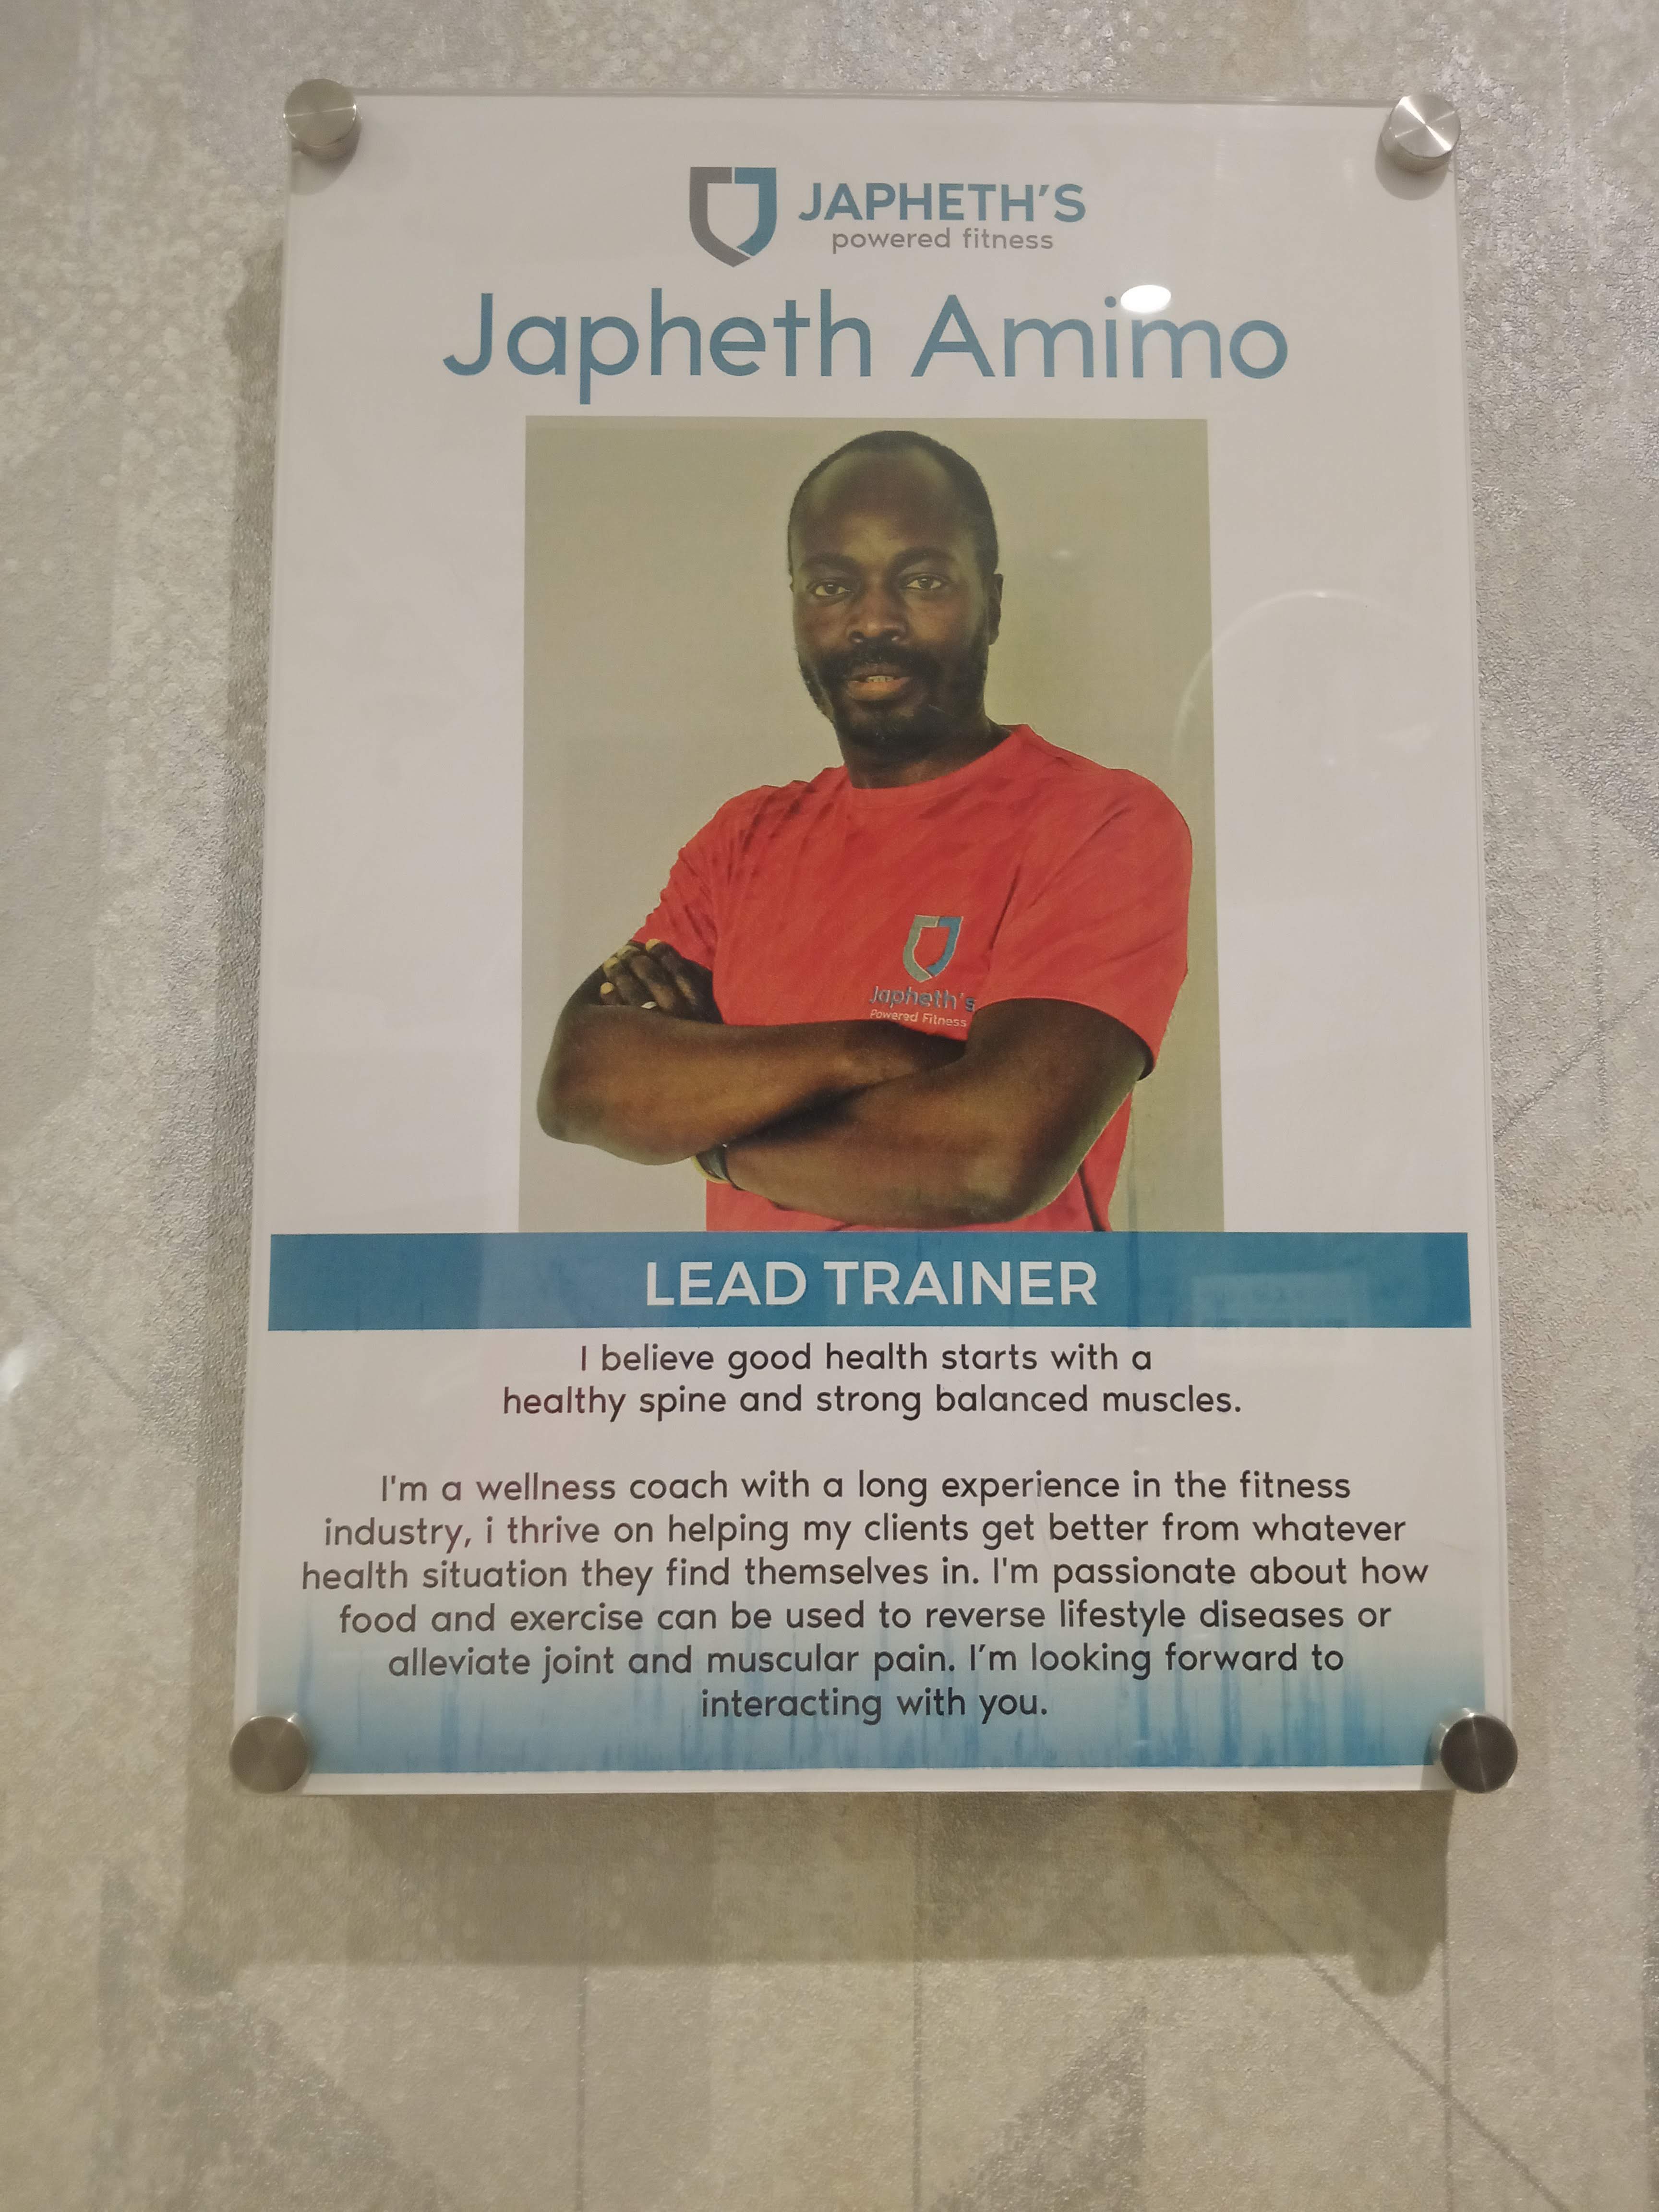 JAPHETH'S
powered fitness
Japheth Amimo
Japheth's
Powered Fitness
LEAD TRAINER
I believe good health starts with a
healthy spine and strong balanced muscles.
I'm a wellness coach with a long experience in the fitness
industry, i thrive on helping my clients get better from whatever
health situation they find themselves in. I'm passionate about how
food and exercise can be used to reverse lifestyle diseases or
alleviate joint and muscular pain. I’m looking forward to
interacting with you.